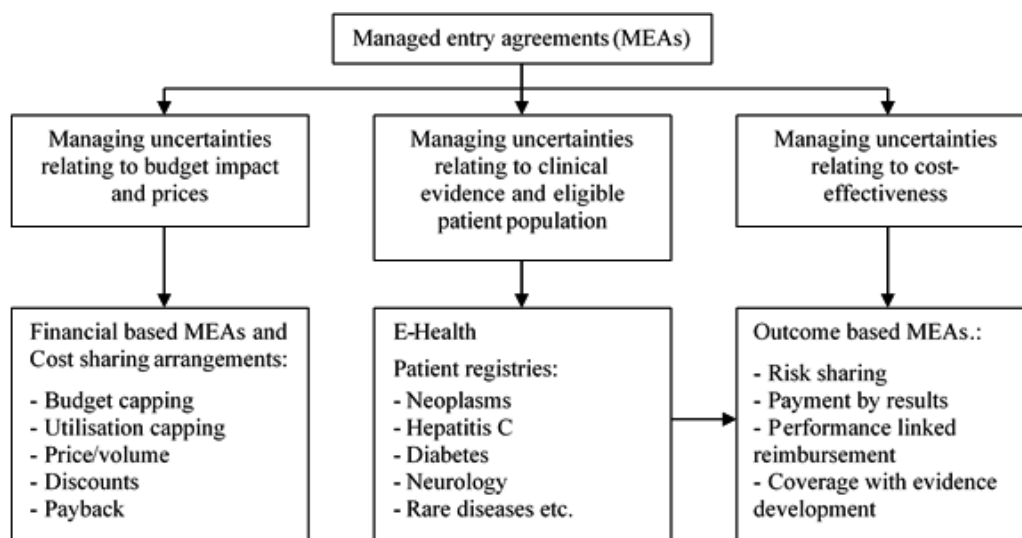 Managed entry agreements (MEAs)
Managing uncertainties
relating to budget impact
and prices
Managing uncertainties
relating to clinical
evidence and eligible
patient population
Managing uncertainties
relating to cost-
effectiveness
Financial based MEAs and
Cost sharing arrangements:
- Budget capping
- Utilisation capping
- Price/volume
- Discounts
- Payback
E-Health
Patient registries:
- Neoplasms
- Hepatitis C
- Diabetes
- Neurology
- Rare diseases etc.
Outcome based MEAs.:
- Risk sharing
- Payment by results
- Performance linked
reimbursement
- Coverage with evidence
development